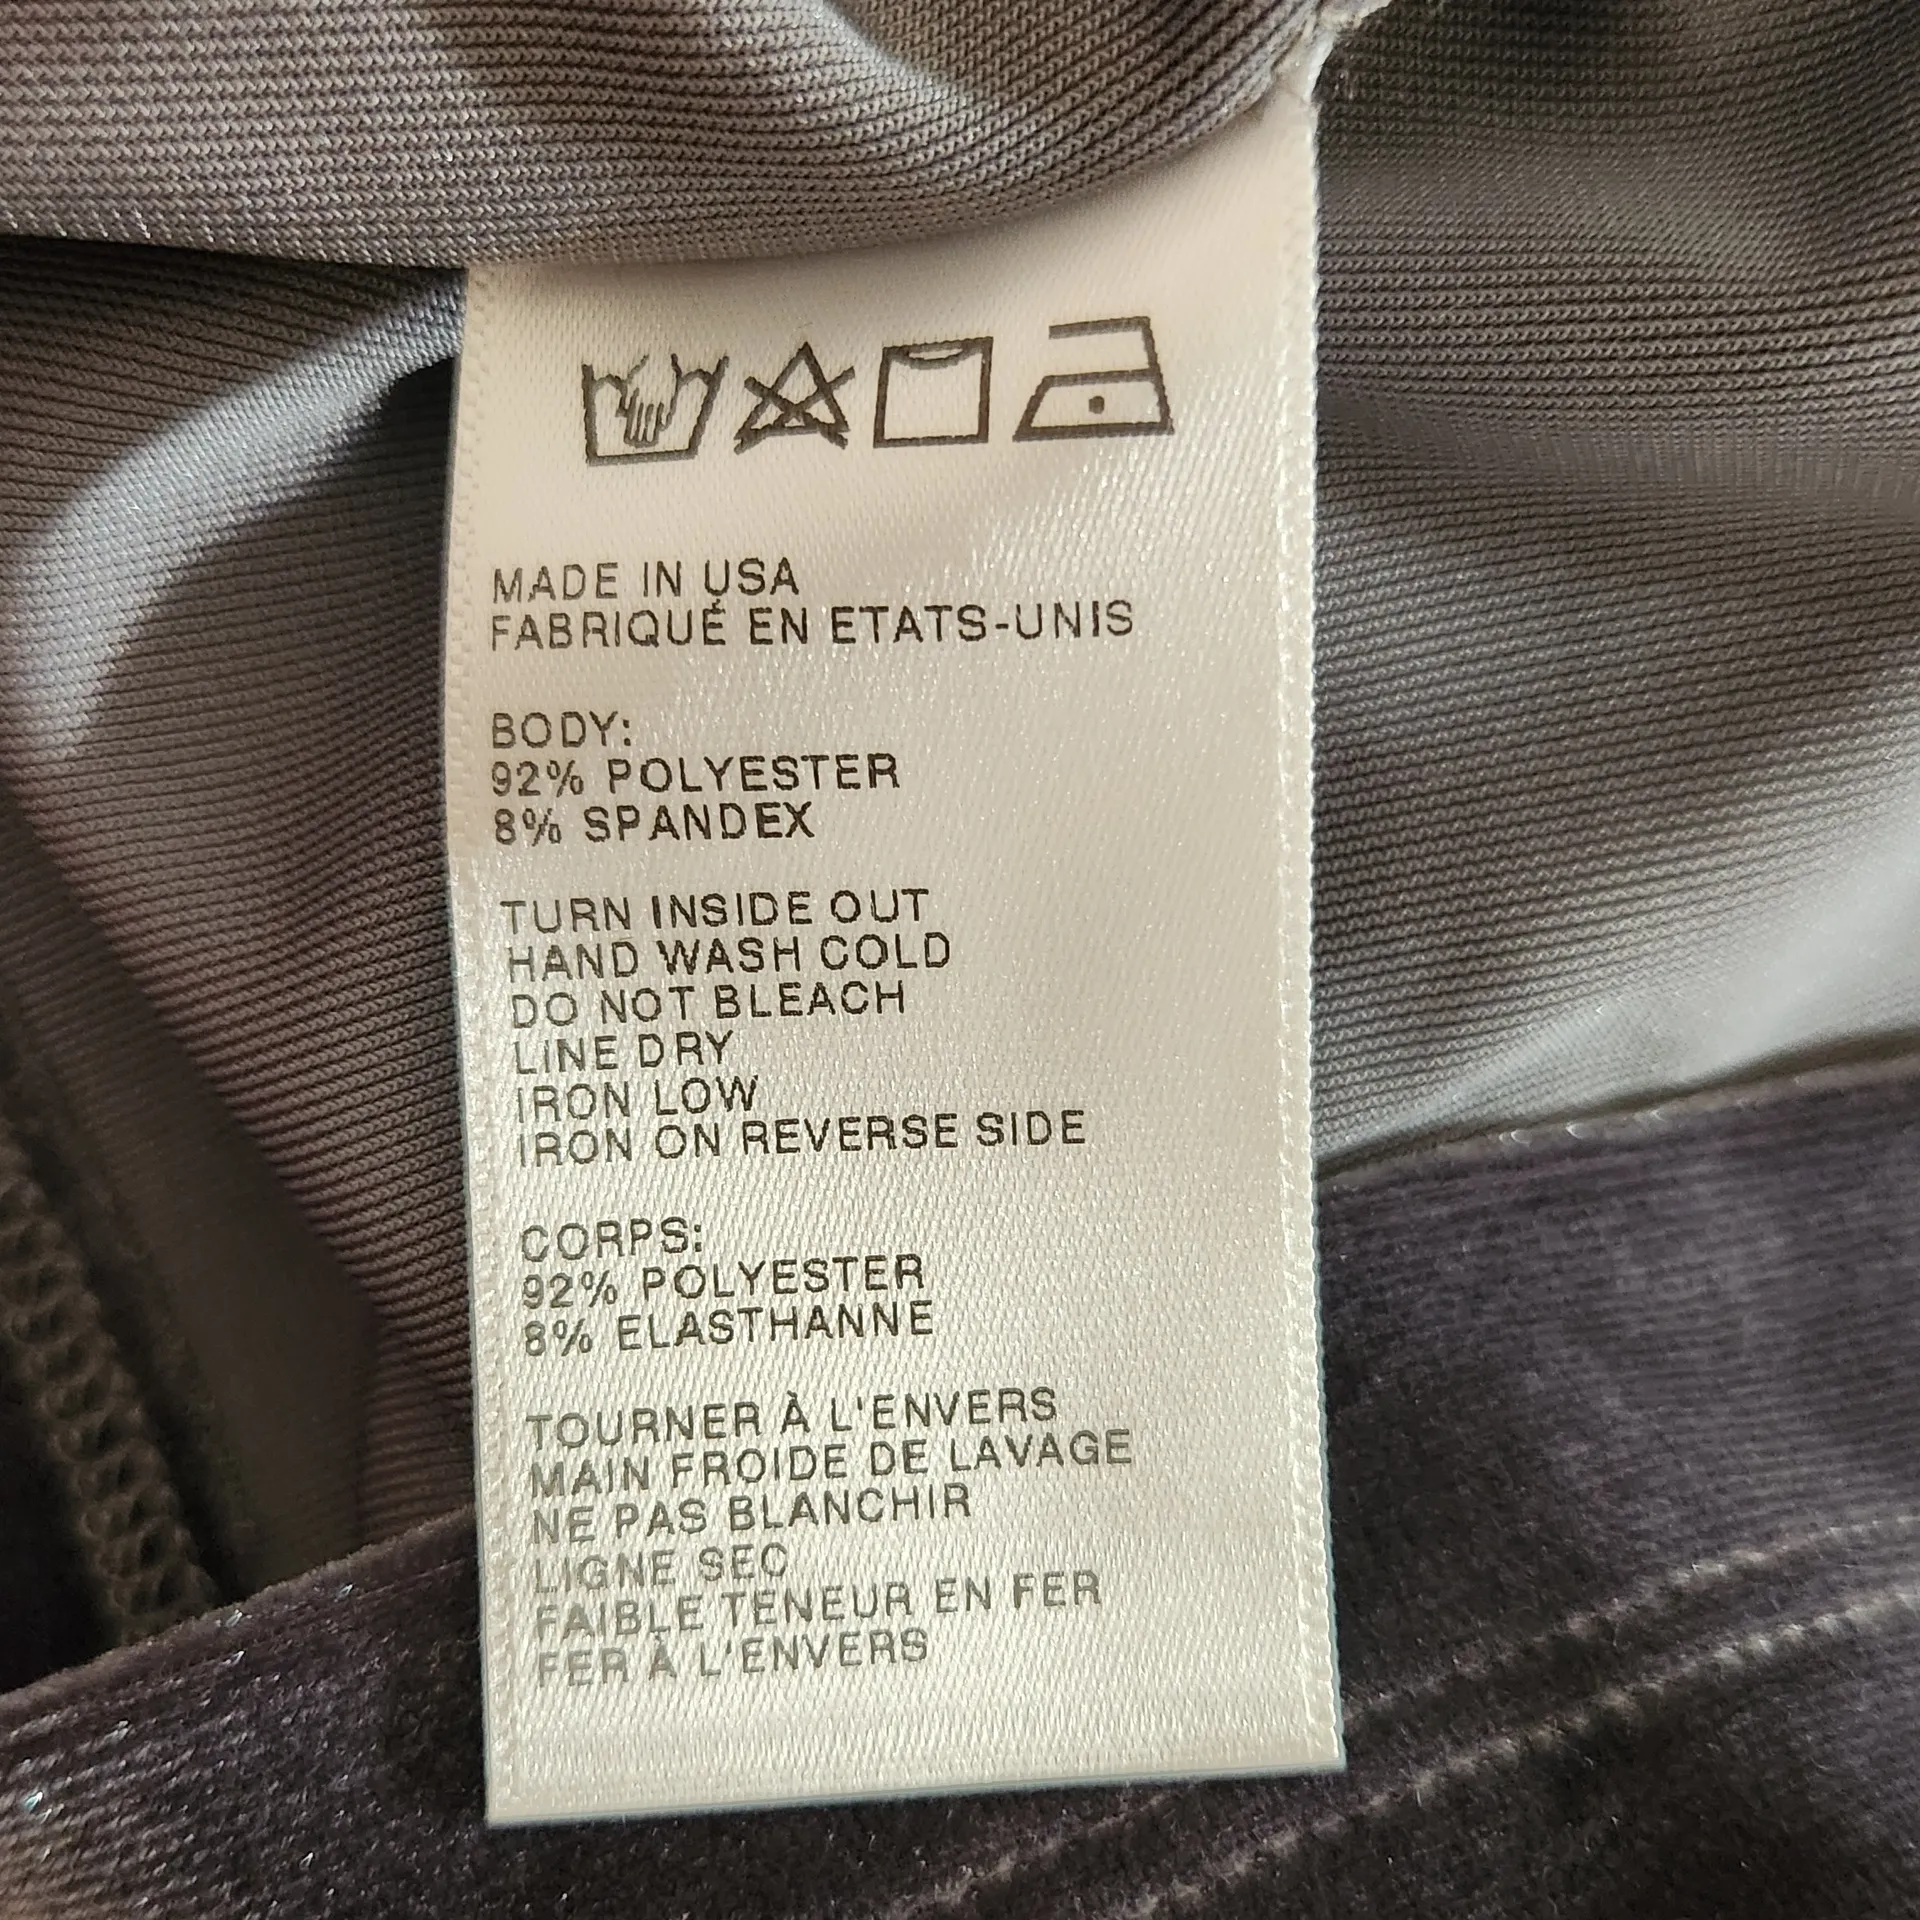 MADE IN USA
FABRIQUÉ EN ETATS-UNIS
BODY:
92% POLYESTER
8% SPANDEX
TURN INSIDE OUT
HAND WASH COLD
DO NOT BLEACH
LINE DRY
IRON LOW
IRON ON REVERSE SIDE
CORPS:
92% POLYESTER
8% ELASTHANNE
TOURNER À L'ENVERS
MAIN FROIDE DE LAVAGE
NE PAS BLANCHIR
LIGNE SEC
FAIBLE TENEUR EN FER
FER À L'ENVERS